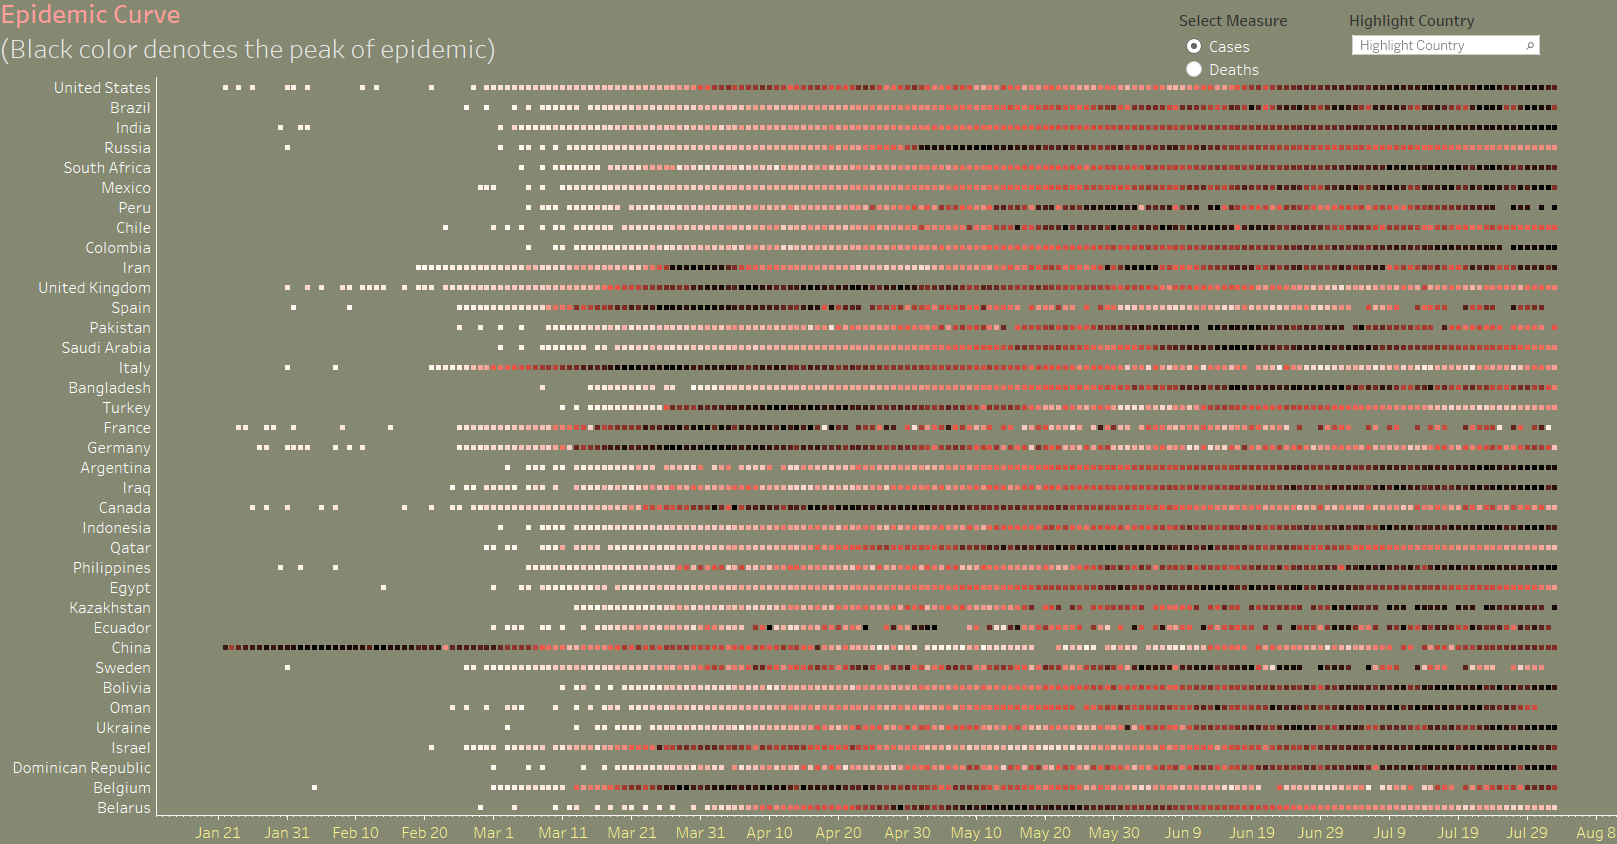 Epidemic Curve
(Black color denotes the peak of epidemic)
Select Measure
Cases
Deaths
Highlight Country
Highlight Country
United States
Brazil
India
Russia
South Africa
Mexico
Peru
Chile
Colombia
Iran
United Kingdom
Spain
Pakistan
Saudi Arabia
Italy
Bangladesh
Turkey
France
Germany
Argentina
Iraq
Canada
Indonesia
Qatar
Philippines
Egypt
Kazakhstan
Ecuador
China
Sweden
Bolivia
Oman
Ukraine
Israel
Dominican Republic
Belgium
Belarus
Jan 21 Jan 31 Feb 10 Feb 20 Mar 1 Mar 11 Mar 21 Mar 31 Apr 10 Apr 20 Apr 30 May 10 May 20 May 30 Jun 9 Jun 19 Jun 29 Jul 9 Jul 19 Jul 29 Aug 8